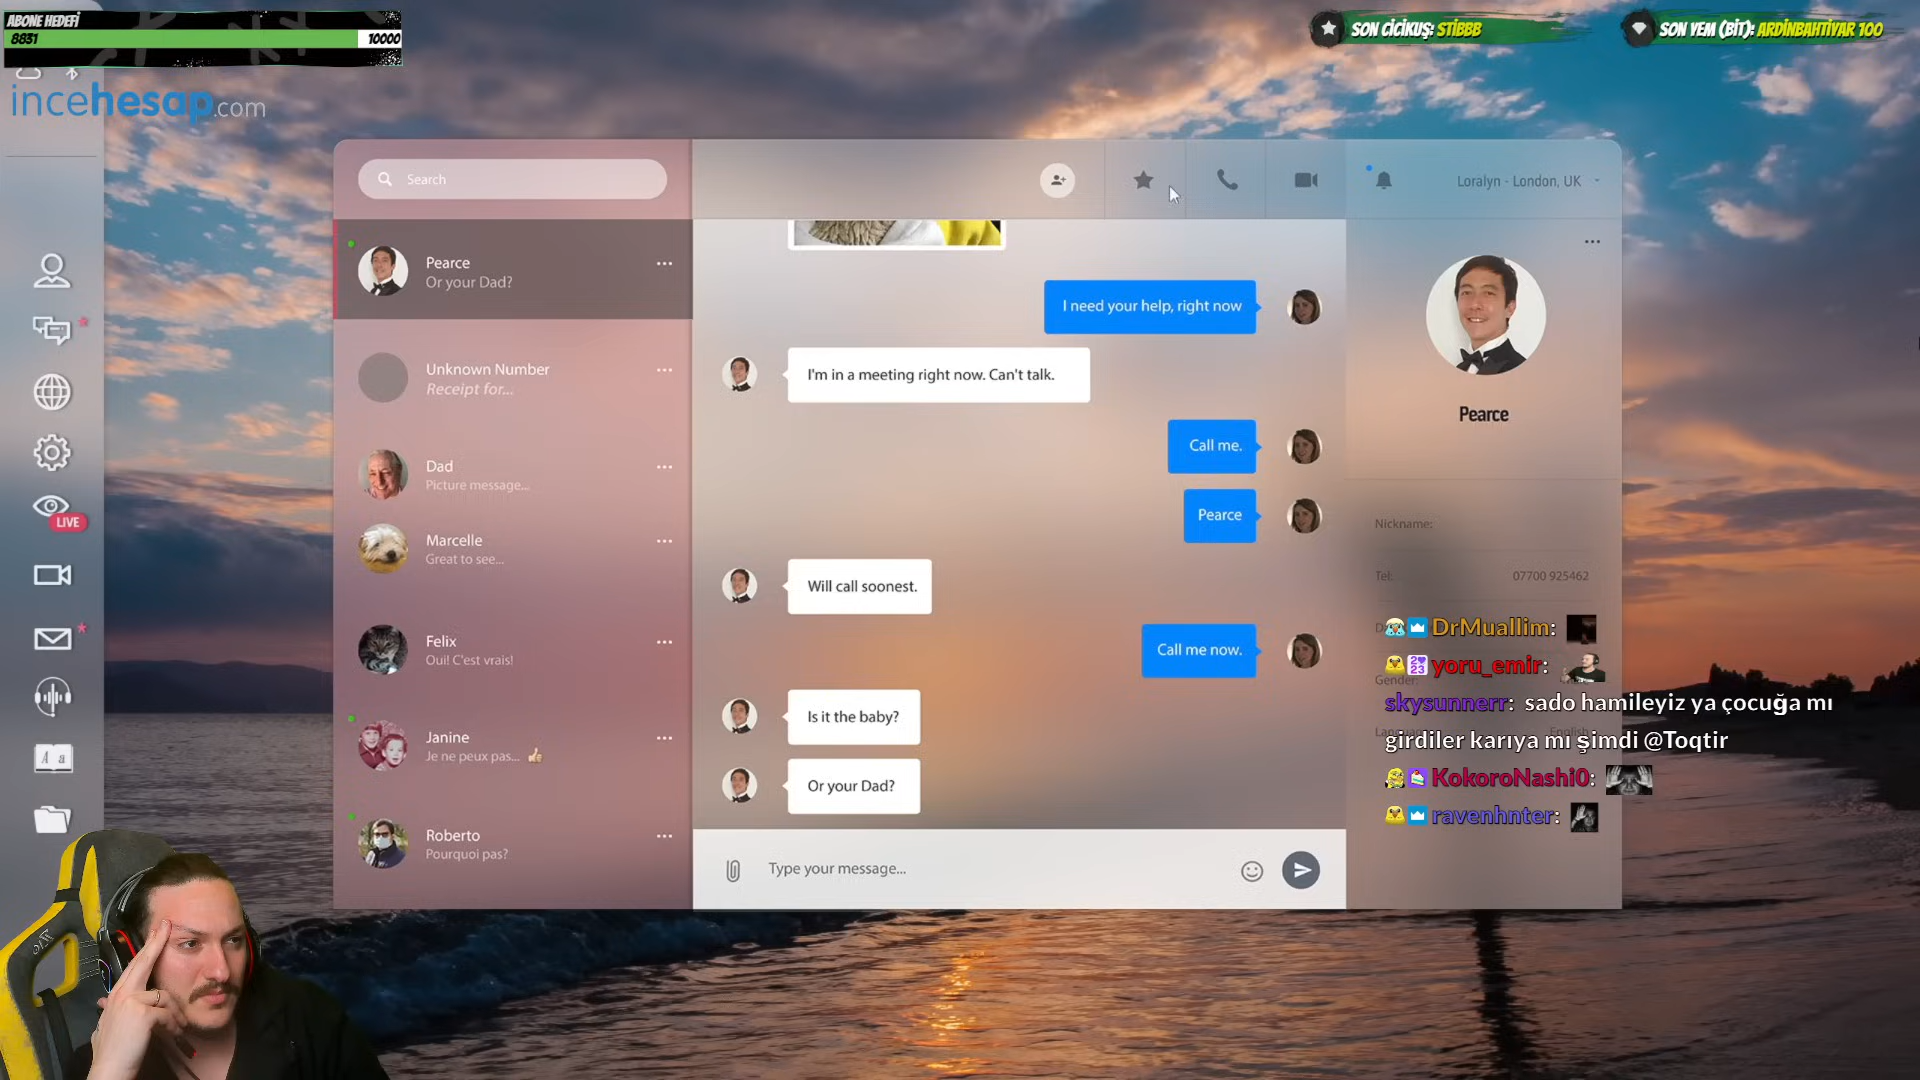 ABONE HEDEFİ
8831
10000
SON CİCİKUŞ: STİBBB
SON YEM (BİT): ARDİNBAHTİYAR 100
incehesap.com
Search
Loralyn - London, UK
Pearce
Or your Dad?
Unknown Number
Receipt for...
Dad
Picture message...
Marcelle
Great to see...
Felix
Oui! C'est vrais!
Janine
Je ne peux pas...
Roberto
Pourquoi pas?
LIVE
A a
I need your help, right now
I'm in a meeting right now. Can't talk.
Call me.
Pearce
Will call soonest.
Call me now.
Is it the baby?
Or your Dad?
Type your message...
Pearce
Nickname:
Tel:
07700 925462
Gender:
DrMuallim:
yoru_emir:
skysunnerr: sado hamileyiz ya çocuğa mı
girdiler karıya mı şimdi @Toqtir
KokoroNashi0:
ravenhnter: